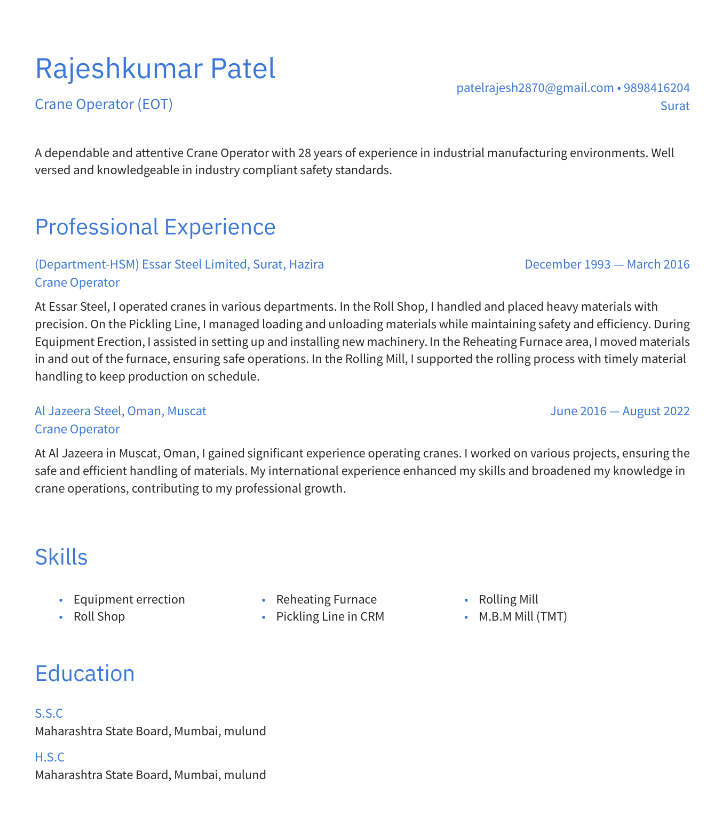 Rajeshkumar Patel
Crane Operator (EOT)
patelrajesh2870@gmail.com • 9898416204
Surat
A dependable and attentive Crane Operator with 28 years of experience in industrial manufacturing environments. Well
versed and knowledgeable in industry compliant safety standards.
Professional Experience
(Department-HSM) Essar Steel Limited, Surat, Hazira
December 1993 — March 2016
Crane Operator
At Essar Steel, I operated cranes in various departments. In the Roll Shop, I handled and placed heavy materials with
precision. On the Pickling Line, I managed loading and unloading materials while maintaining safety and efficiency. During
Equipment Erection, I assisted in setting up and installing new machinery. In the Reheating Furnace area, I moved materials
in and out of the furnace, ensuring safe operations. In the Rolling Mill, I supported the rolling process with timely material
handling to keep production on schedule.
Al Jazeera Steel, Oman, Muscat
June 2016 — August 2022
Crane Operator
At Al Jazeera in Muscat, Oman, I gained significant experience operating cranes. I worked on various projects, ensuring the
safe and efficient handling of materials. My international experience enhanced my skills and broadened my knowledge in
crane operations, contributing to my professional growth.
Skills
• Equipment errection
• Roll Shop
• Reheating Furnace
• Pickling Line in CRM
• Rolling Mill
• M.B.M Mill (TMT)
Education
S.S.C
Maharashtra State Board, Mumbai, mulund
H.S.C
Maharashtra State Board, Mumbai, mulund